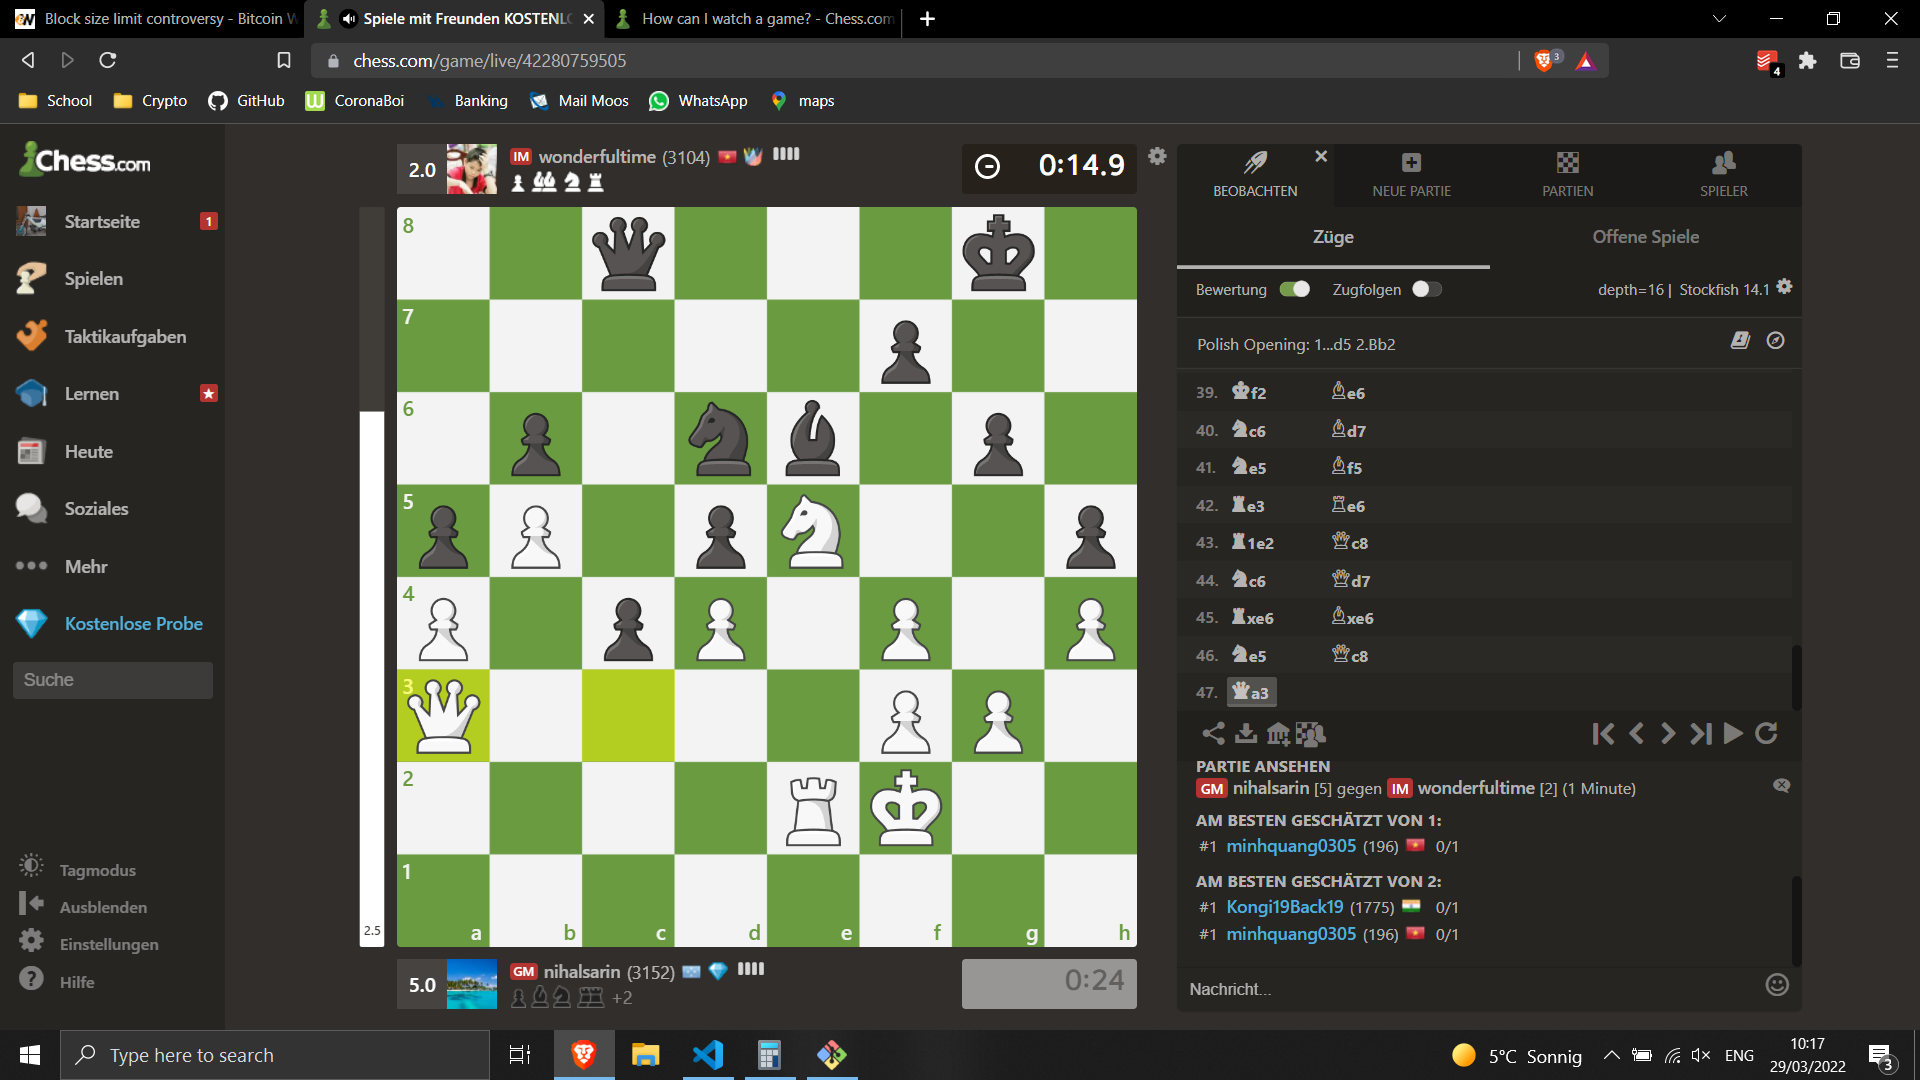 Block size limit controversy - Bitcoin W
Spiele mit Freunden KOSTENLO
How can I watch a game? - Chess.com
chess.com/game/live/42280759505
3
4
School
Crypto
GitHub
CoronaBoi
Banking
Mail Moos
WhatsApp
maps
Chess.com
Startseite
1
Spielen
Taktikaufgaben
Lernen
Heute
Soziales
Mehr
Kostenlose Probe
Suche
Tagmodus
Ausblenden
Einstellungen
Hilfe
2.0
IM wonderfultime (3104)
0:14.9
8
7
6
5
4
3
2
1
a b c d e f g h
2.5
5.0
GM nihalsarin (3152)
+2
0:24
BEOBACHTEN
NEUE PARTIE
PARTIEN
SPIELER
Züge
Offene Spiele
Bewertung
Zugfolgen
depth=16 | Stockfish 14.1
Polish Opening: 1...d5 2.Bb2
39. f2 e6
40. c6 d7
41. e5 f5
42. e3 e6
43. 1e2 c8
44. c6 d7
45. xe6 xe6
46. e5 c8
47. a3
PARTIE ANSEHEN
GM nihalsarin [5] gegen IM wonderfultime [2] (1 Minute)
AM BESTEN GESCHÄTZT VON 1:
#1 minhquang0305 (196) 0/1
AM BESTEN GESCHÄTZT VON 2:
#1 Kongi19Back19 (1775) 0/1
#1 minhquang0305 (196) 0/1
Nachricht...
Type here to search
5°C Sonnig
ENG
10:17
29/03/2022
3